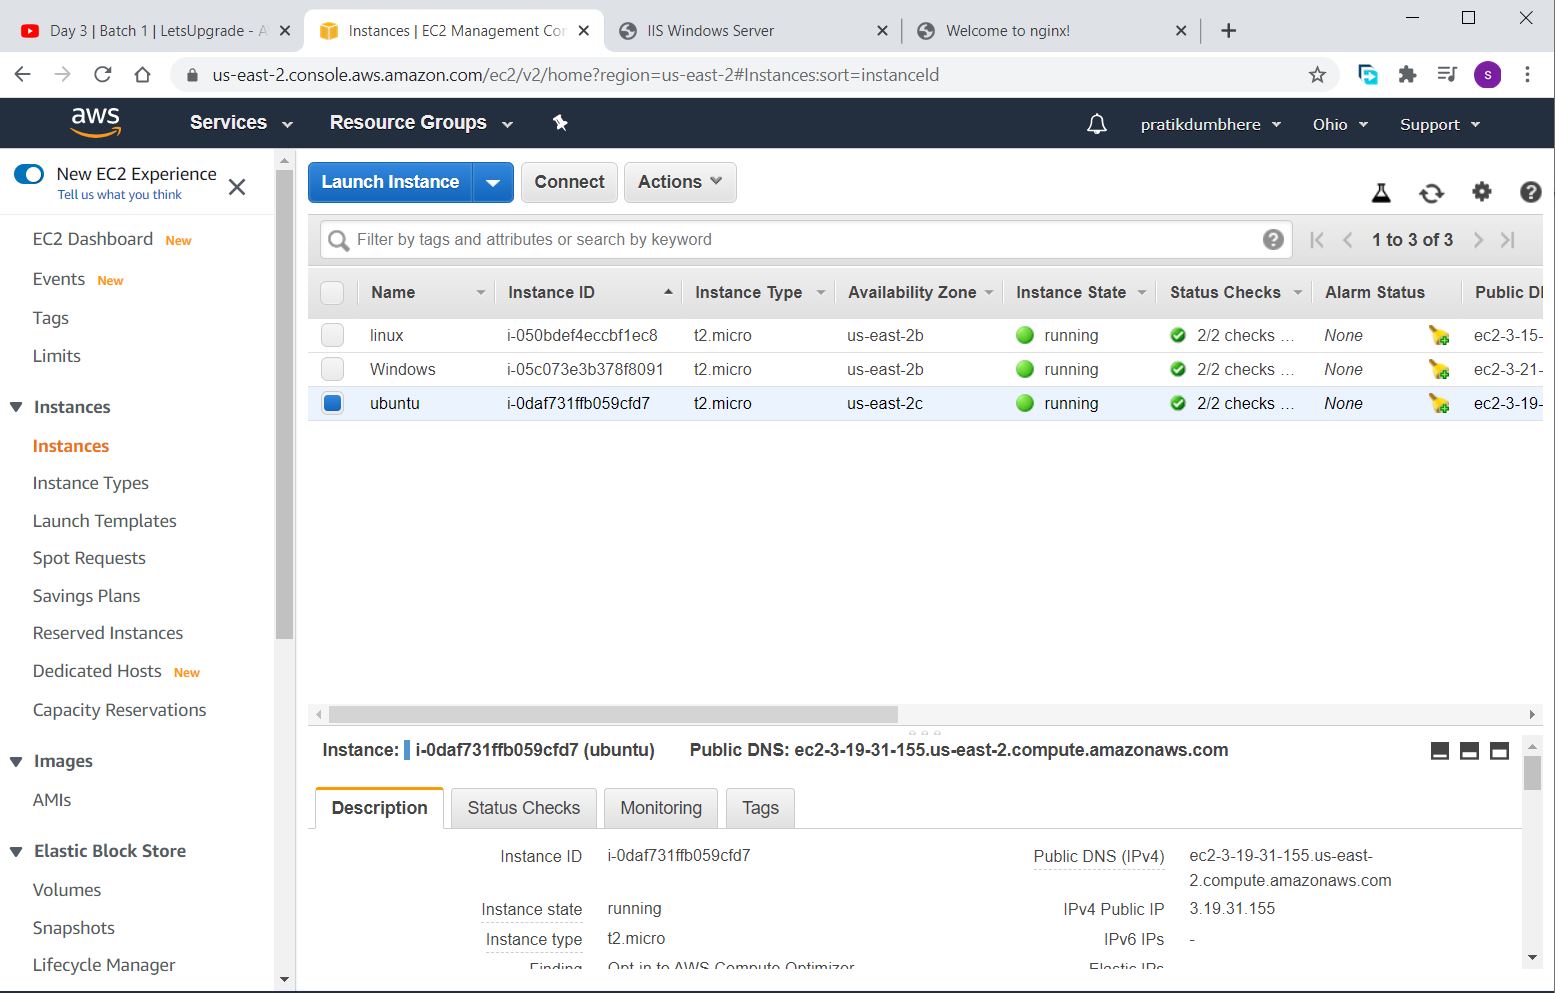 Day 3 | Batch 1 | LetsUpgrade - A
Instances | EC2 Management Con
IIS Windows Server
Welcome to nginx!
us-east-2.console.aws.amazon.com/ec2/v2/home?region=us-east-2#Instances:sort=instanceId
s
aws
Services
Resource Groups
pratikdumbhere
Ohio
Support
New EC2 Experience
Tell us what you think
EC2 Dashboard New
Events New
Tags
Limits
Instances
Instances
Instance Types
Launch Templates
Spot Requests
Savings Plans
Reserved Instances
Dedicated Hosts New
Capacity Reservations
Images
AMIs
Elastic Block Store
Volumes
Snapshots
Lifecycle Manager
Launch Instance
Connect
Actions
Filter by tags and attributes or search by keyword
1 to 3 of 3
Name Instance ID Instance Type Availability Zone Instance State Status Checks Alarm Status Public D
linux i-050bdef4eccbf1ec8 t2.micro us-east-2b running 2/2 checks ... None ec2-3-15-
Windows i-05c073e3b378f8091 t2.micro us-east-2b running 2/2 checks ... None ec2-3-21-
ubuntu i-0daf731ffb059cfd7 t2.micro us-east-2c running 2/2 checks ... None ec2-3-19-
Instance: i-0daf731ffb059cfd7 (ubuntu) Public DNS: ec2-3-19-31-155.us-east-2.compute.amazonaws.com
Description
Status Checks
Monitoring
Tags
Instance ID i-0daf731ffb059cfd7
Instance state running
Instance type t2.micro
Finding Opt-in to AWS Compute Optimizer
Public DNS (IPv4) ec2-3-19-31-155.us-east-
2.compute.amazonaws.com
IPv4 Public IP 3.19.31.155
IPv6 IPs -
Elastic IPs